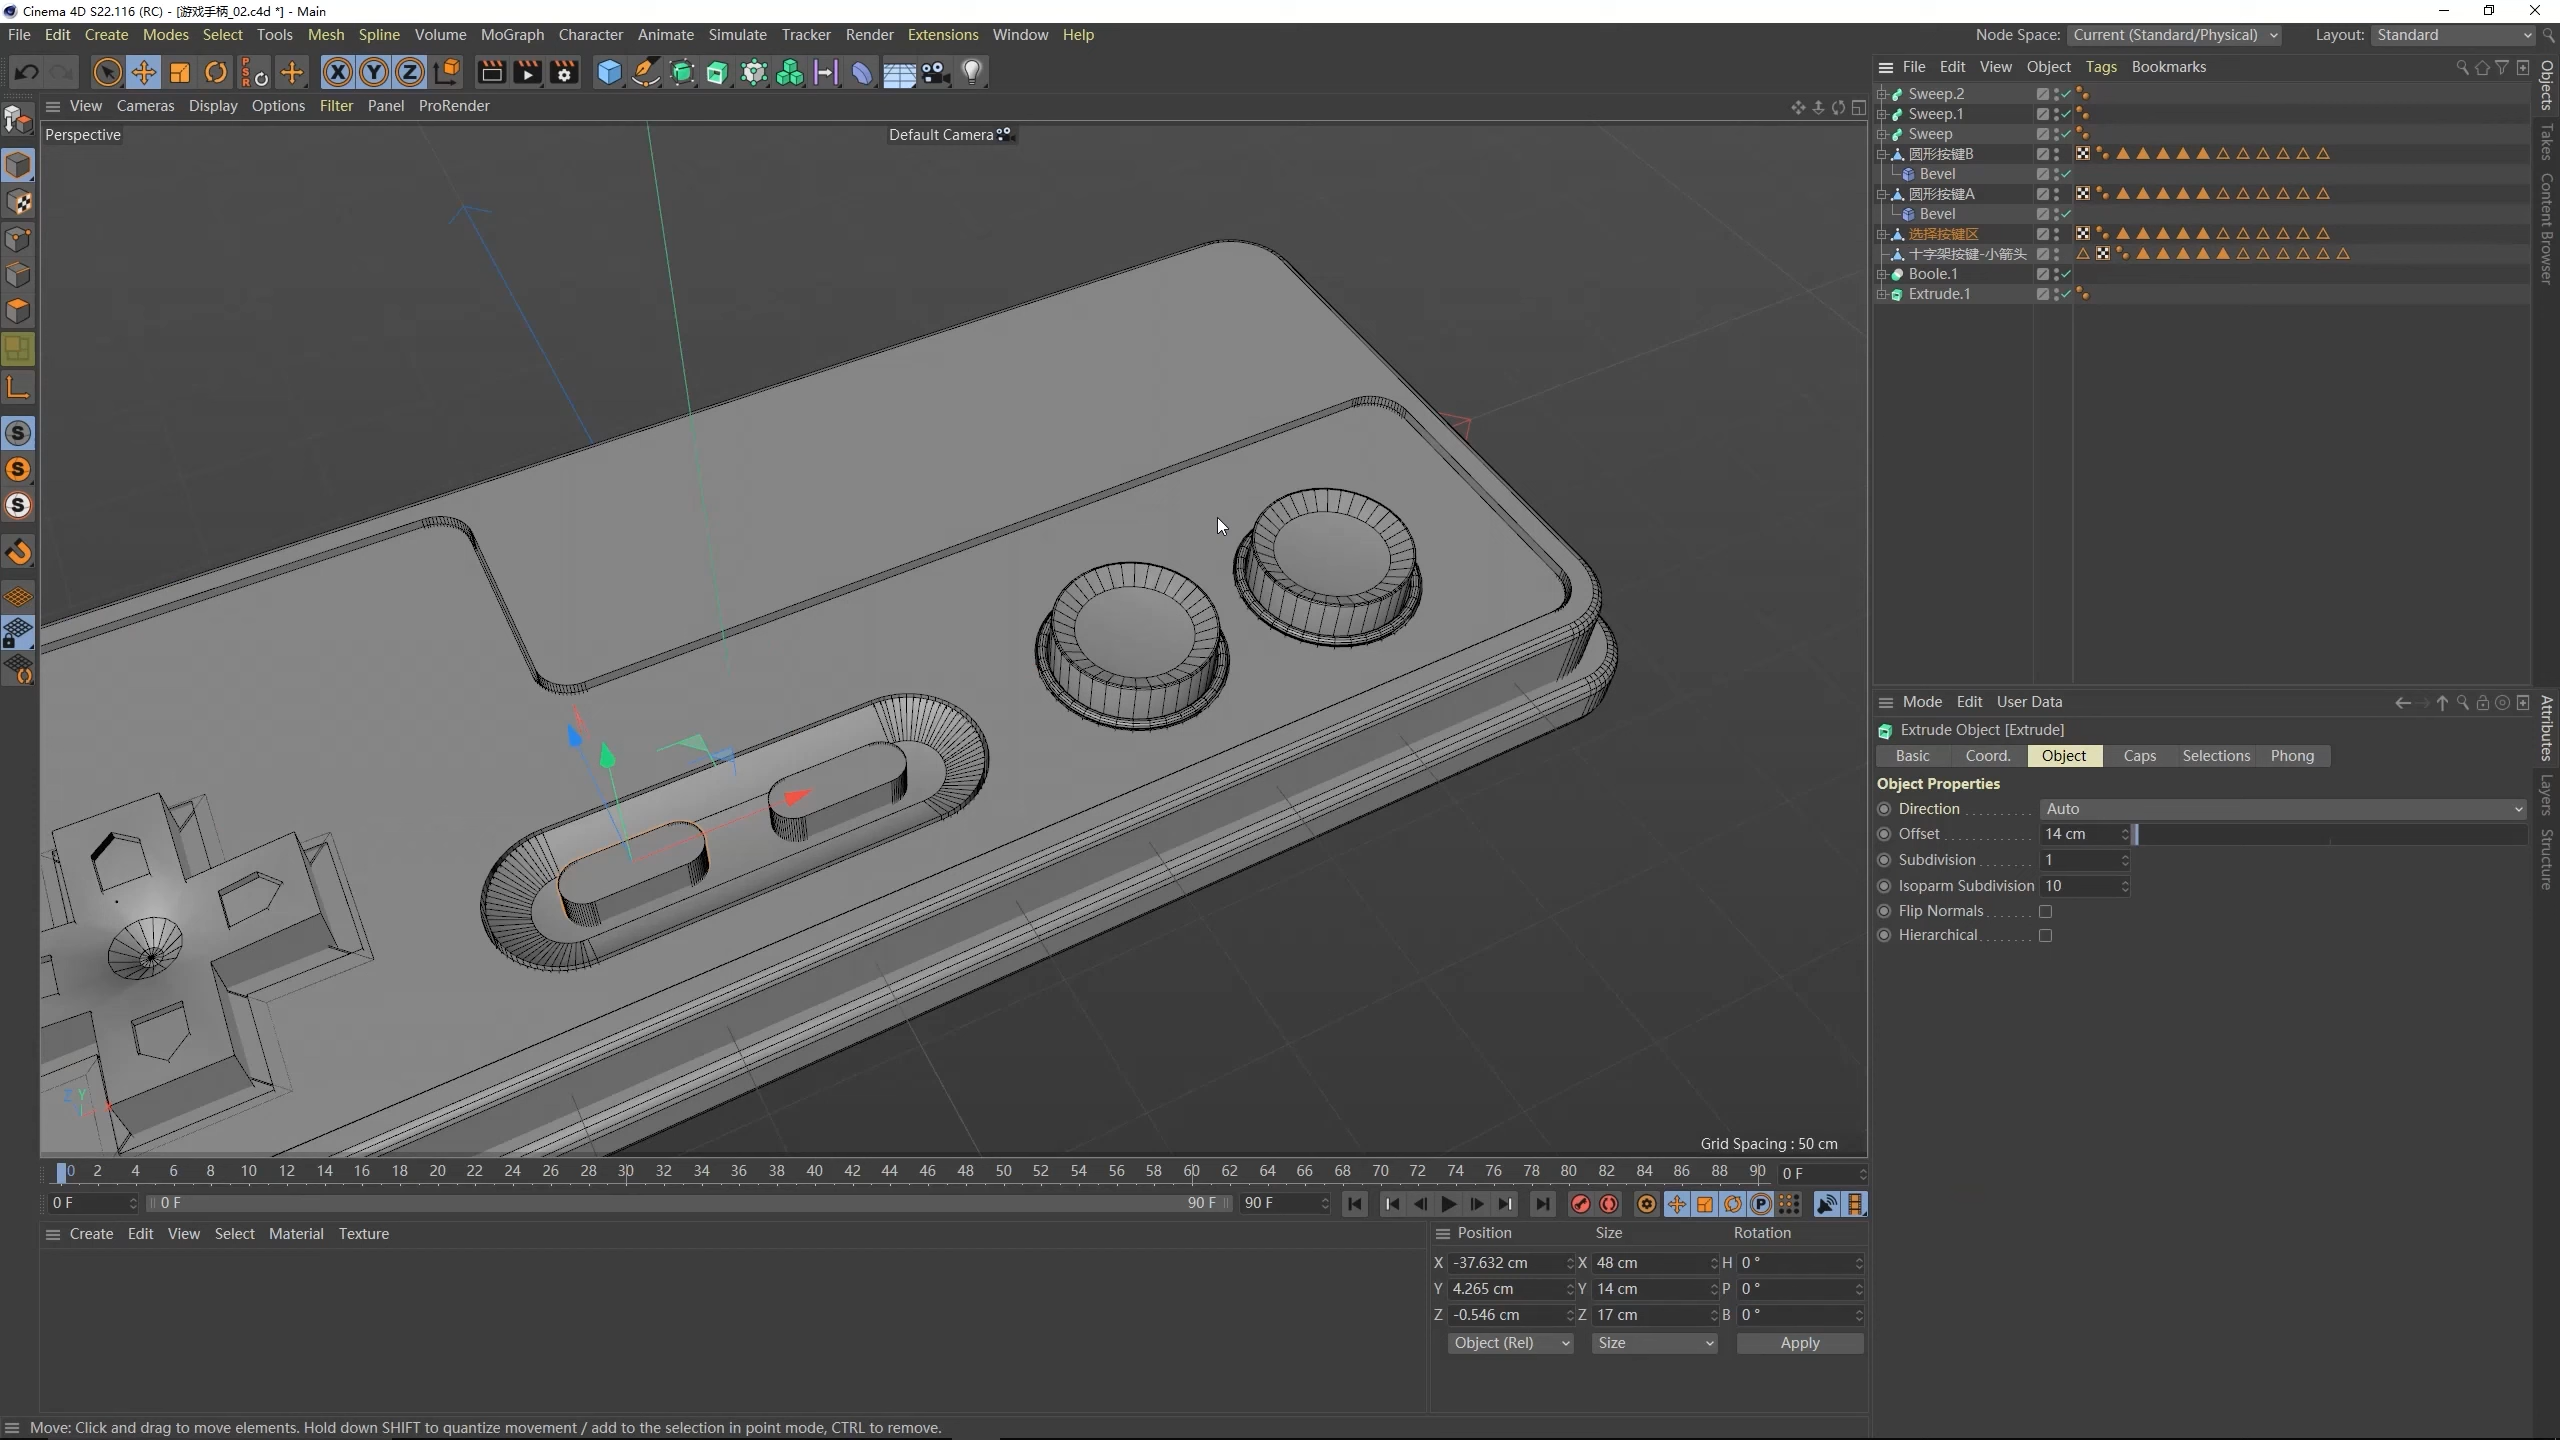 Cinema 4D S22.116 (RC) - [游戏手柄_02.c4d *] - Main
File Edit Create Modes Select Tools Mesh Spline Volume MoGraph Character Animate Simulate Tracker Render Extensions Window Help
Node Space: Current (Standard/Physical) Layout: Standard
View Cameras Display Options Filter Panel ProRender
Perspective
Default Camera
Grid Spacing : 50 cm
File Edit View Object Tags Bookmarks
Sweep.2
Sweep.1
Sweep
圆形按键B
Bevel
圆形按键A
Bevel
选择按键区
十字架按键-小箭头
Boole.1
Extrude.1
Objects
Takes
Content Browser
Mode Edit User Data
Extrude Object [Extrude]
Basic Coord. Object Caps Selections Phong
Object Properties
Direction Auto
Offset 14 cm
Subdivision 1
Isoparm Subdivision 10
Flip Normals
Hierarchical
Attributes
Layers
Structure
0 2 4 6 8 10 12 14 16 18 20 22 24 26 28 30 32 34 36 38 40 42 44 46 48 50 52 54 56 58 60 62 64 66 68 70 72 74 76 78 80 82 84 86 88 90 0 F
0 F 0 F 90 F 90 F
Create Edit View Select Material Texture
Position Size Rotation
X -37.632 cm X 48 cm H 0 °
Y 4.265 cm Y 14 cm P 0 °
Z -0.546 cm Z 17 cm B 0 °
Object (Rel) Size Apply
Move: Click and drag to move elements. Hold down SHIFT to quantize movement / add to the selection in point mode, CTRL to remove.